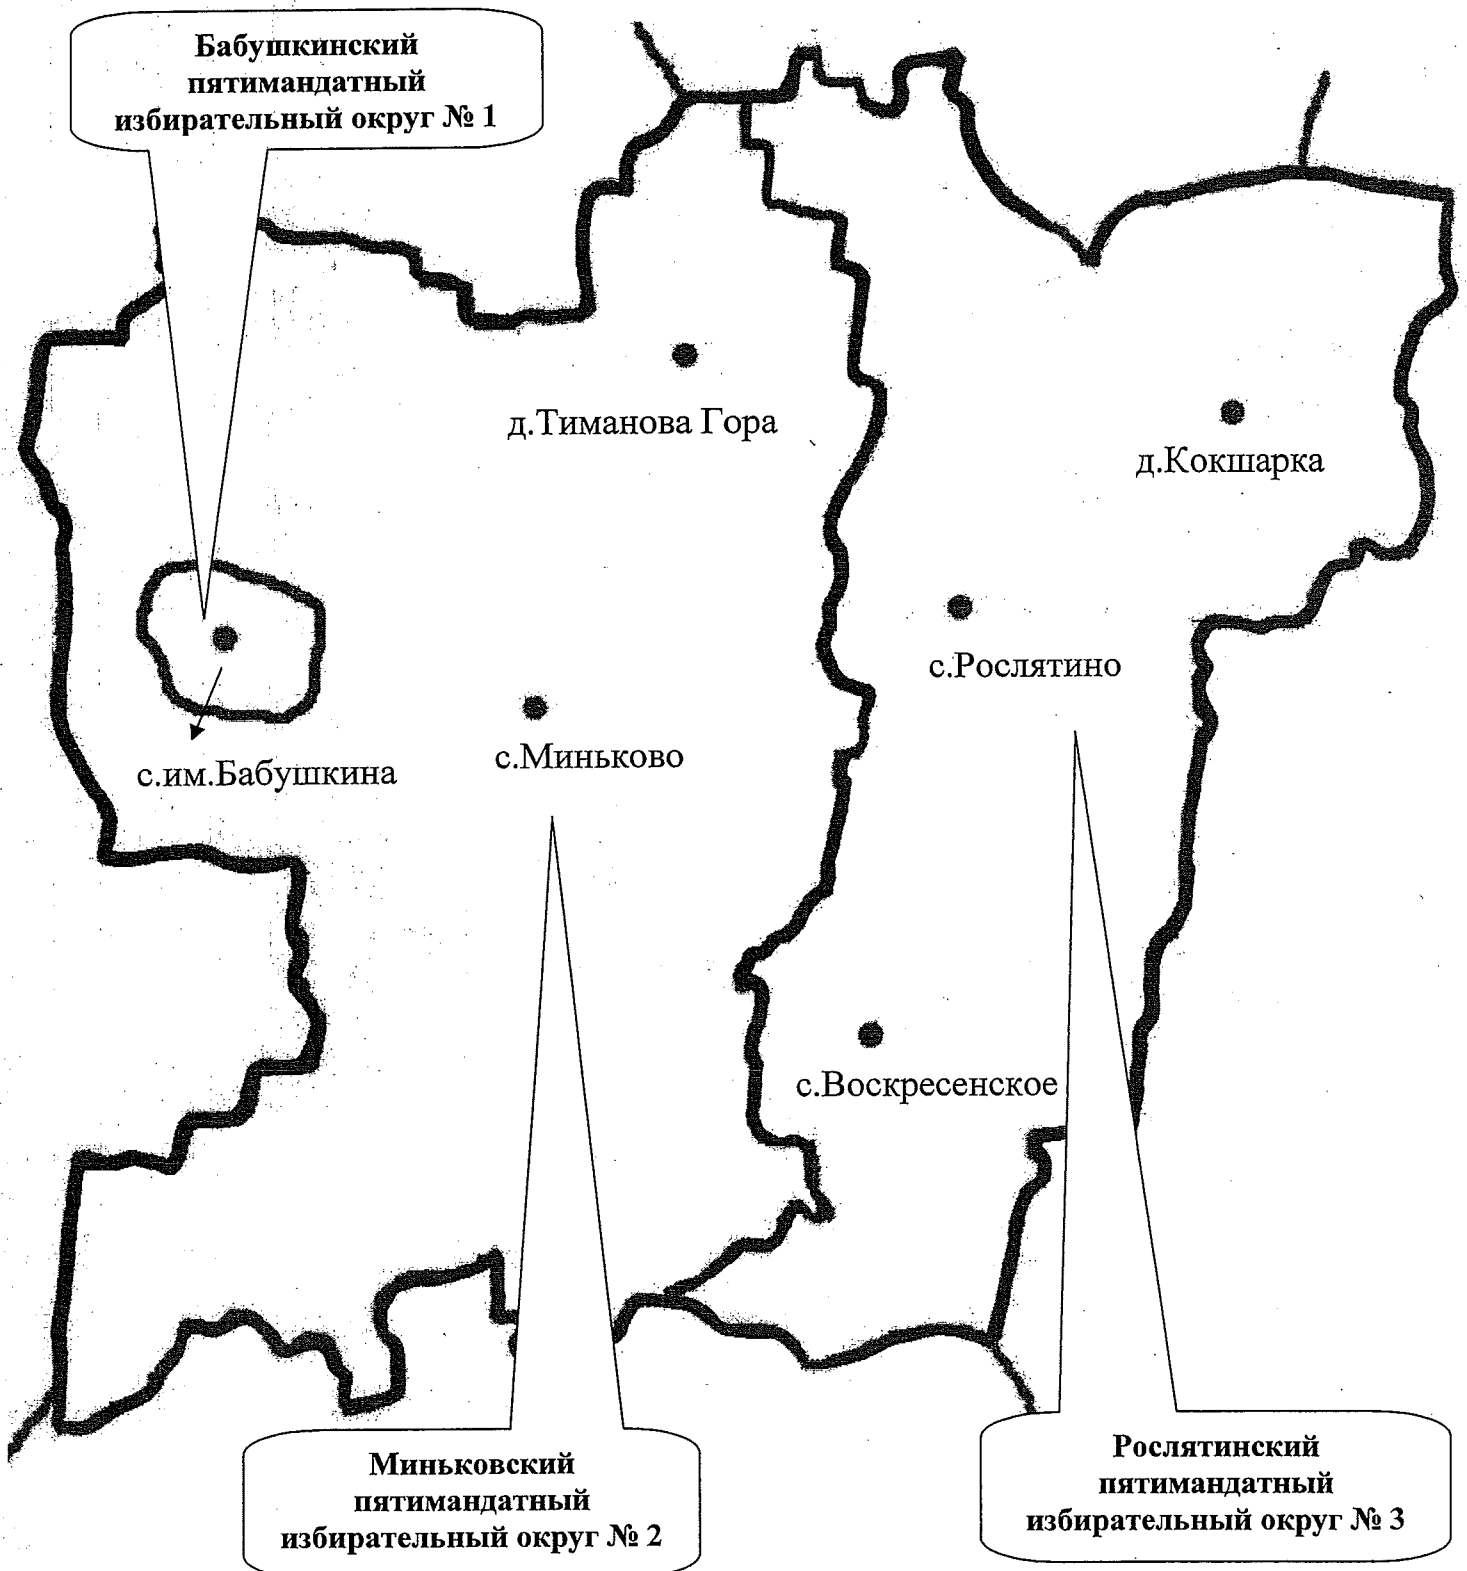 Бабушкинский
пятимандатный
избирательный округ № 1
д.Тиманова Гора
д.Кокшарка
с.Рослятино
с.им.Бабушкина
с.Миньково
с.Воскресенское
Миньковский
пятимандатный
избирательный округ № 2
Рослятинский
пятимандатный
избирательный округ № 3